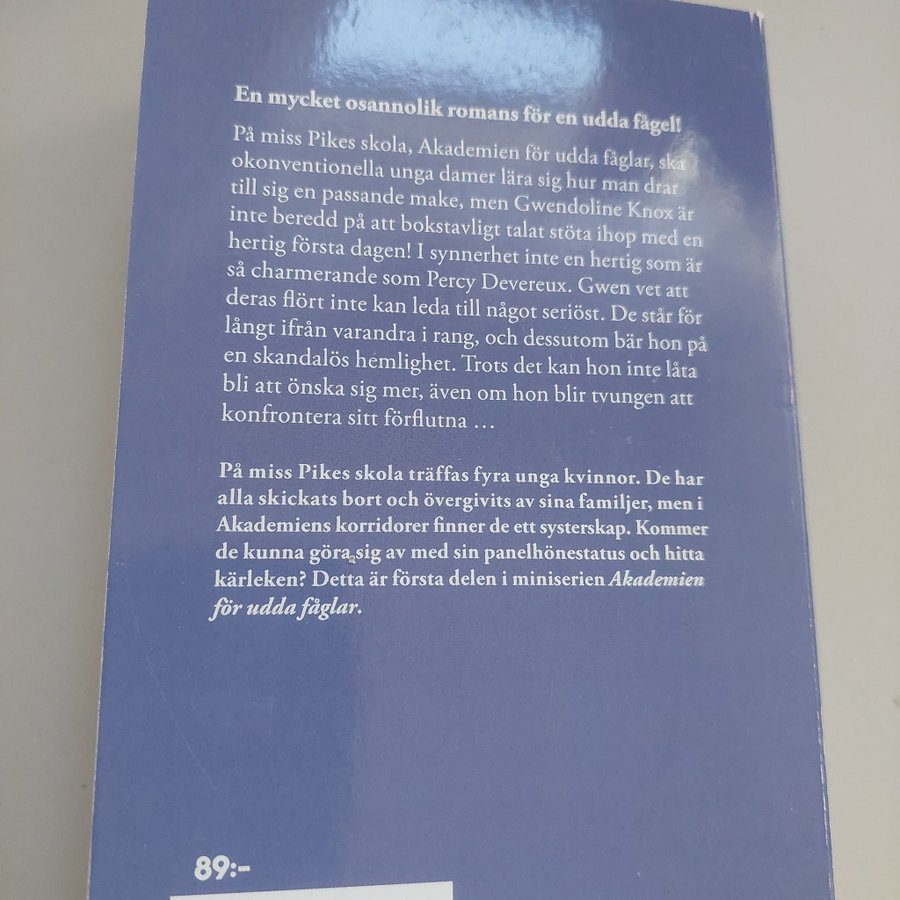 En mycket osannolik romans för en udda fågel!
På miss Pikes skola, Akademien för udda fåglar, ska
okonventionella unga damer lära sig hur man drar
till sig en passande make, men Gwendoline Knox är
inte beredd på att bokstavligt talat stöta ihop med en
hertig första dagen! I synnerhet inte en hertig som är
så charmerande som Percy Devereux. Gwen vet att
deras flört inte kan leda till något seriöst. De står för
långt ifrån varandra i rang, och dessutom bär hon på
en skandalös hemlighet. Trots det kan hon inte låta
bli att önska sig mer, även om hon blir tvungen att
konfrontera sitt förflutna …
På miss Pikes skola träffas fyra unga kvinnor. De har
alla skickats bort och övergivits av sina familjer, men i
Akademiens korridorer finner de ett systerskap. Kommer
de kunna göra sig av med sin panelhönestatus och hitta
kärleken? Detta är första delen i miniserien Akademien
för udda fåglar.
89:-